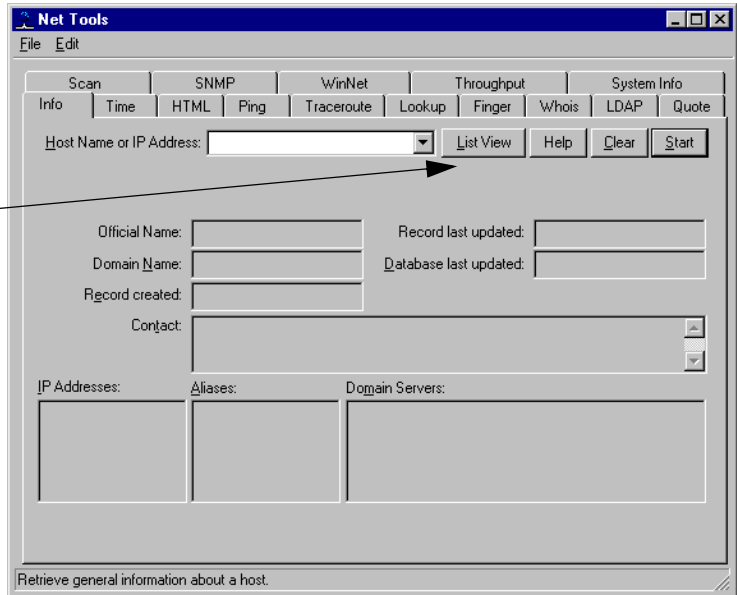 Net Tools
File Edit
Scan SNMP WinNet Throughput System Info
Info Time HTML Ping Traceroute Lookup Finger Whois LDAP Quote
Host Name or IP Address: List View Help Clear Start
Official Name: Record last updated:
Domain Name: Database last updated:
Record created:
Contact:
IP Addresses: Aliases: Domain Servers:
Retrieve general information about a host.